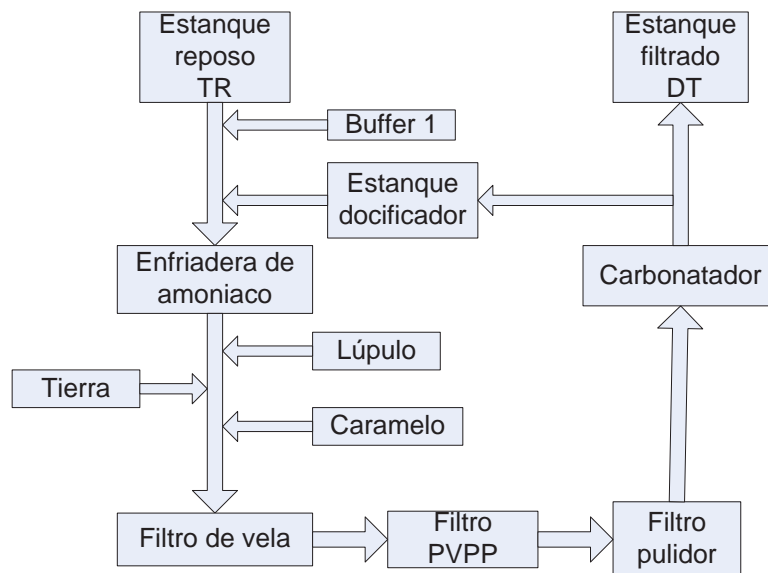 Estanque
reposo
TR
Estanque
filtrado
DT
Buffer 1
Estanque
docificador
Enfriadera de
amoniaco
Carbonatador
Lúpulo
Tierra
Caramelo
Filtro de vela
Filtro
PVPP
Filtro
pulidor